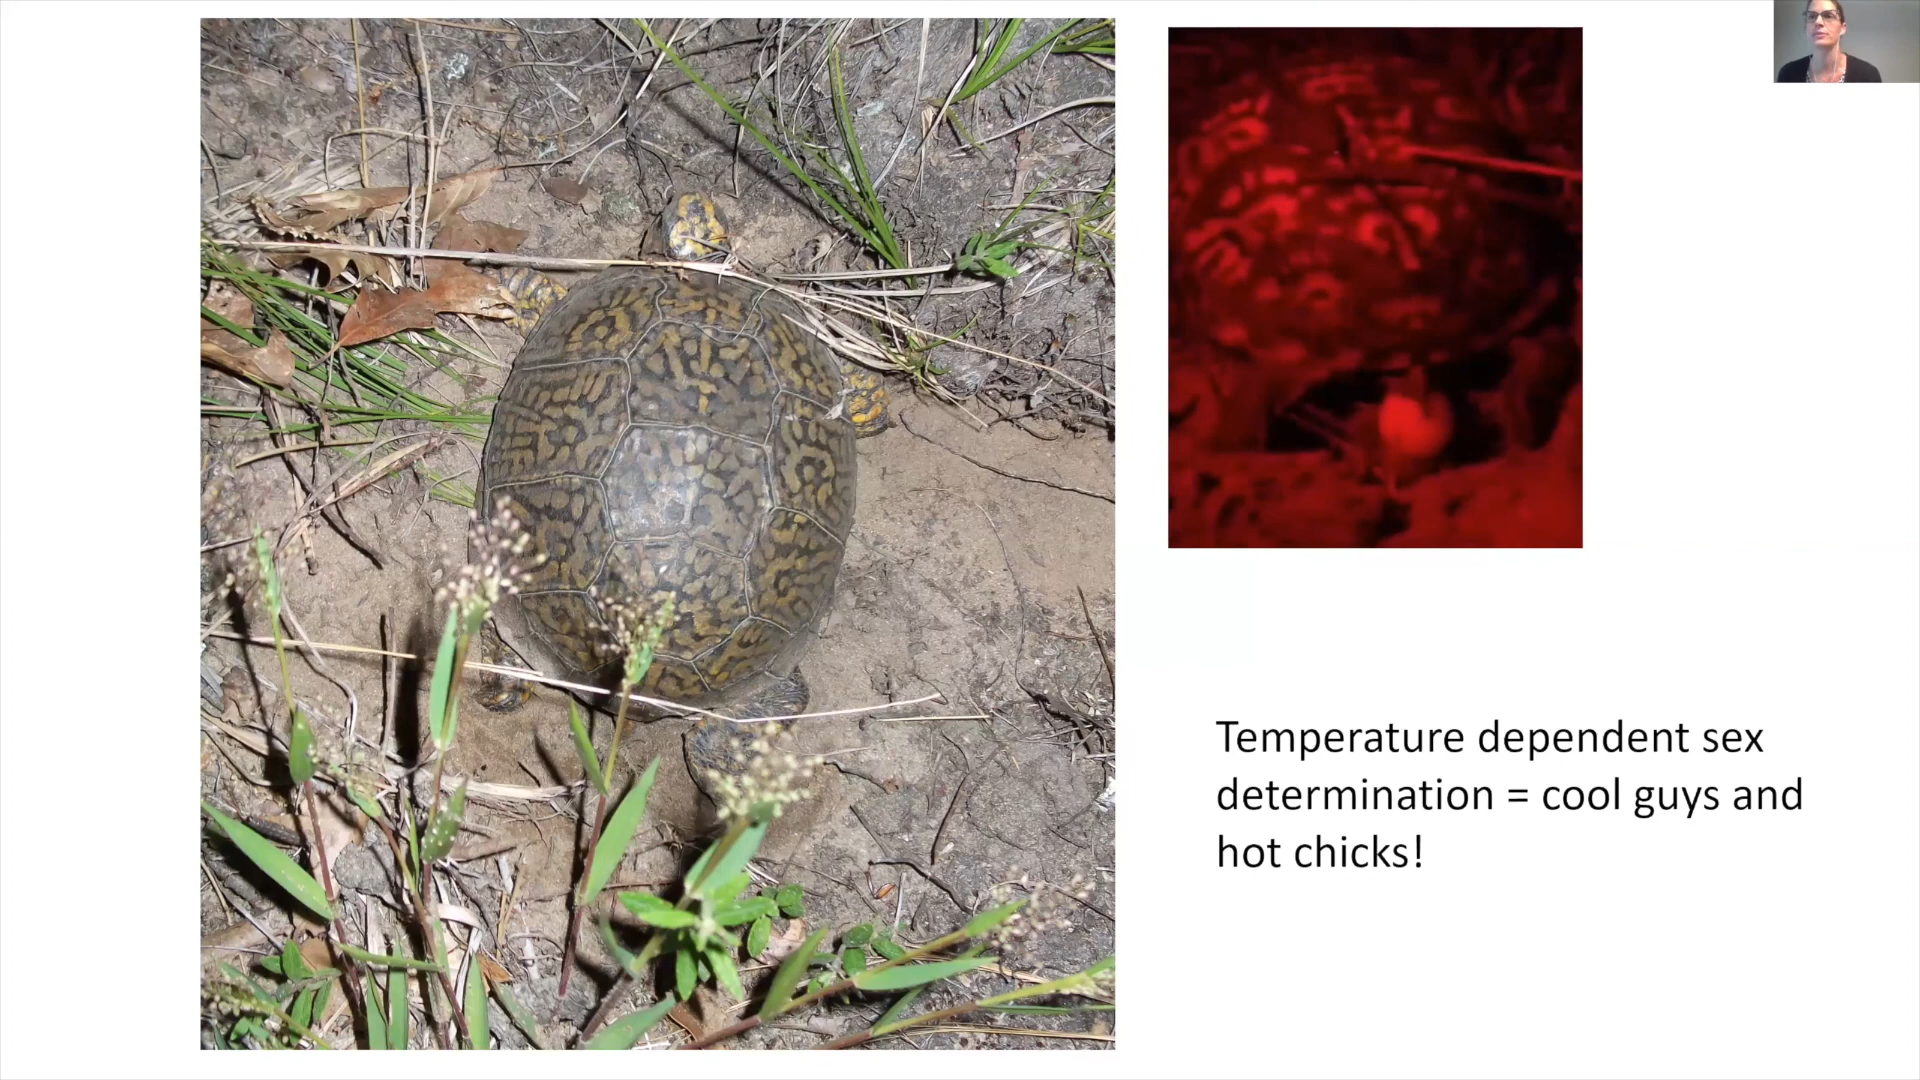 Temperature dependent sex
determination = cool guys and
hot chicks!